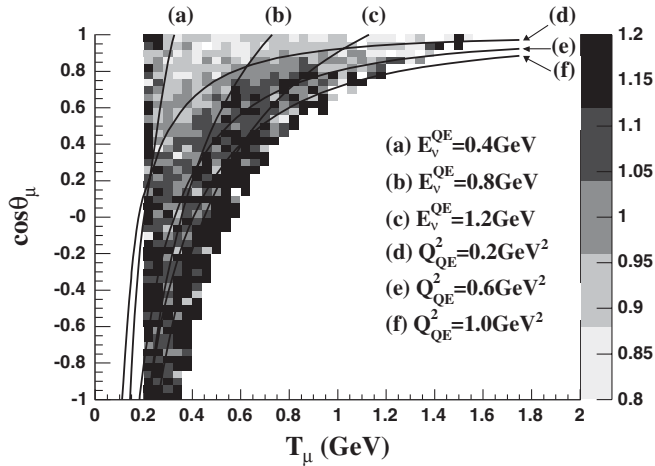 (a) (b) (c) (d)
(e)
(f)
1
0.8
0.6
0.4
0.2
-0
-0.2
-0.4
-0.6
-0.8
-1
cosθμ
(a) E_ν^QE=0.4GeV
(b) E_ν^QE=0.8GeV
(c) E_ν^QE=1.2GeV
(d) Q²_QE=0.2GeV²
(e) Q²_QE=0.6GeV²
(f) Q²_QE=1.0GeV²
0 0.2 0.4 0.6 0.8 1 1.2 1.4 1.6 1.8 2
Tμ (GeV)
1.2
1.15
1.1
1.05
1
0.95
0.9
0.85
0.8